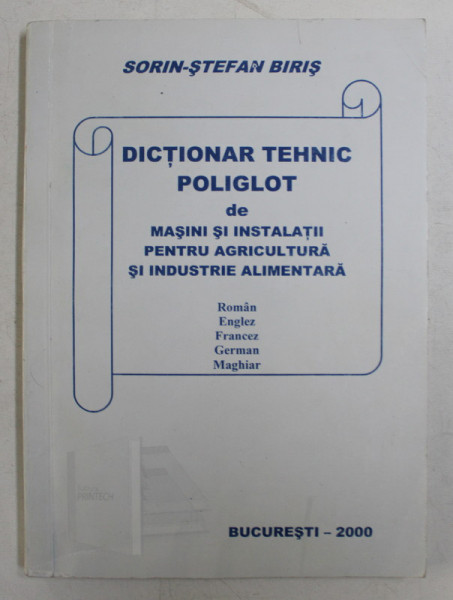 SORIN-ŞTEFAN BIRIŞ
DICŢIONAR TEHNIC
POLIGLOT
de
MAŞINI ŞI INSTALAŢII
PENTRU AGRICULTURĂ
ŞI INDUSTRIE ALIMENTARĂ
Român
Englez
Francez
German
Maghiar
PRINTECH
BUCUREŞTI – 2000